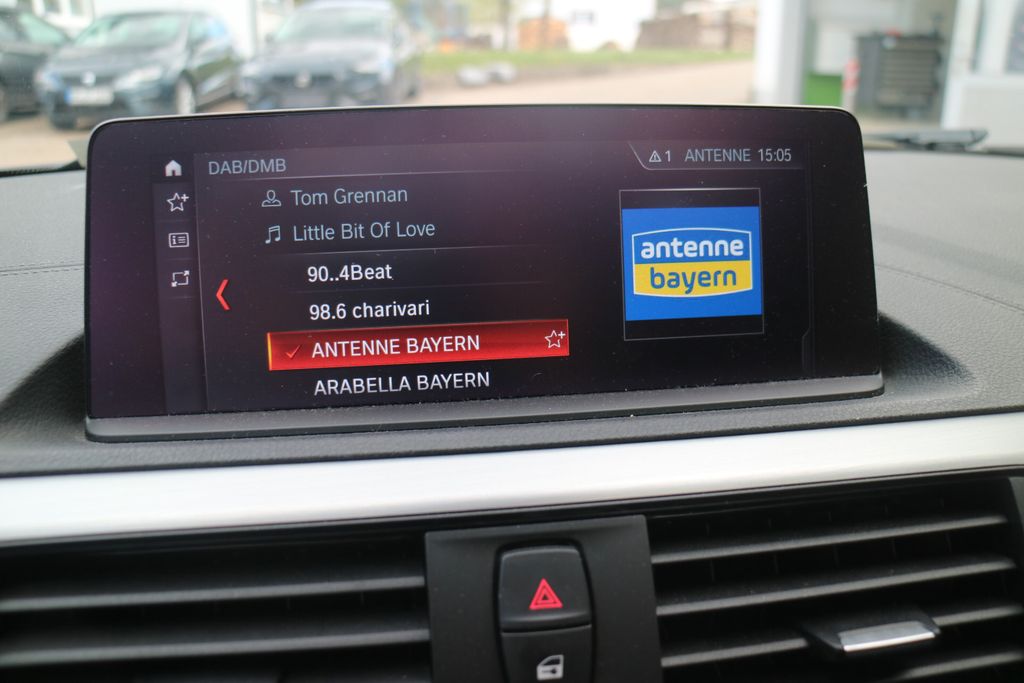 DAB/DMB
1 ANTENNE 15:05
Tom Grennan
Little Bit Of Love
90..4Beat
98.6 charivari
ANTENNE BAYERN
ARABELLA BAYERN
antenne
bayern